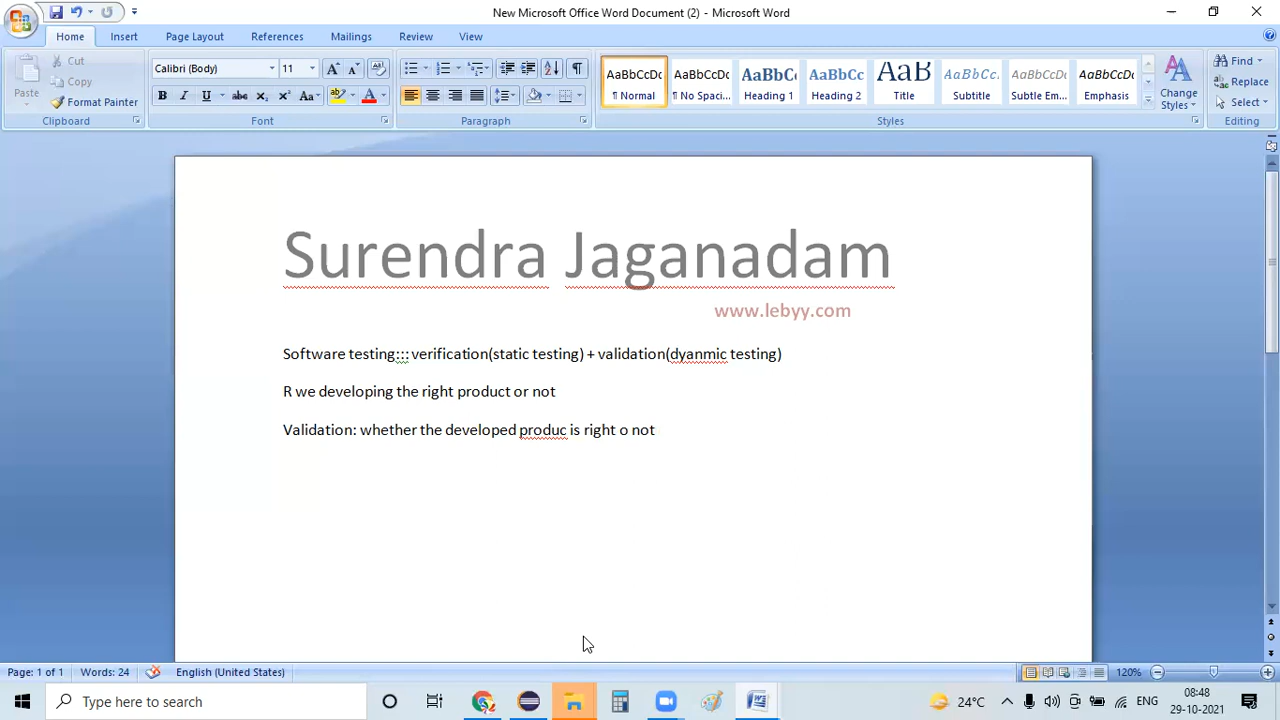 New Microsoft Office Word Document (2) - Microsoft Word
Home Insert Page Layout References Mailings Review View
Cut
Copy
Paste
Format Painter
Clipboard
Calibri (Body) 11
Font
Paragraph
AaBbCcDc AaBbCcDc AaBbCc AaBbCc AaB AaBbCc. AaBbCcDc AaBbCcDc
¶ Normal ¶ No Spaci... Heading 1 Heading 2 Title Subtitle Subtle Em... Emphasis
Change Styles
Styles
Find
Replace
Select
Editing
Surendra Jaganadam
www.lebyy.com
Software testing::: verification(static testing) + validation(dyanmic testing)
R we developing the right product or not
Validation: whether the developed produc is right o not
Page: 1 of 1 Words: 24 English (United States) 120%
Type here to search
24°C ENG 08:48
29-10-2021